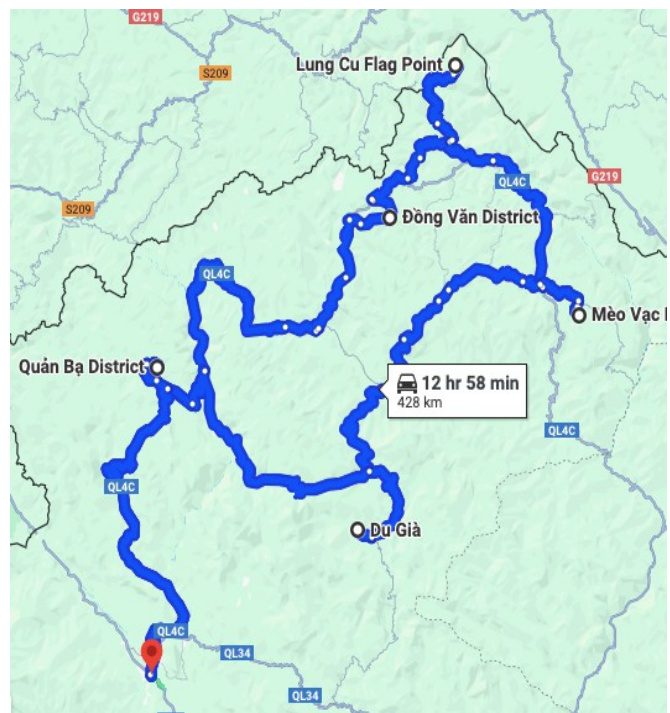 G219
S209
Lung Cu Flag Point
QL4C
G219
S209
Đồng Văn District
QL4C
Mèo Vạc
Quản Bạ District
12 hr 58 min
428 km
QL4C
QL4C
Du Già
QL4C
QL34
QL34